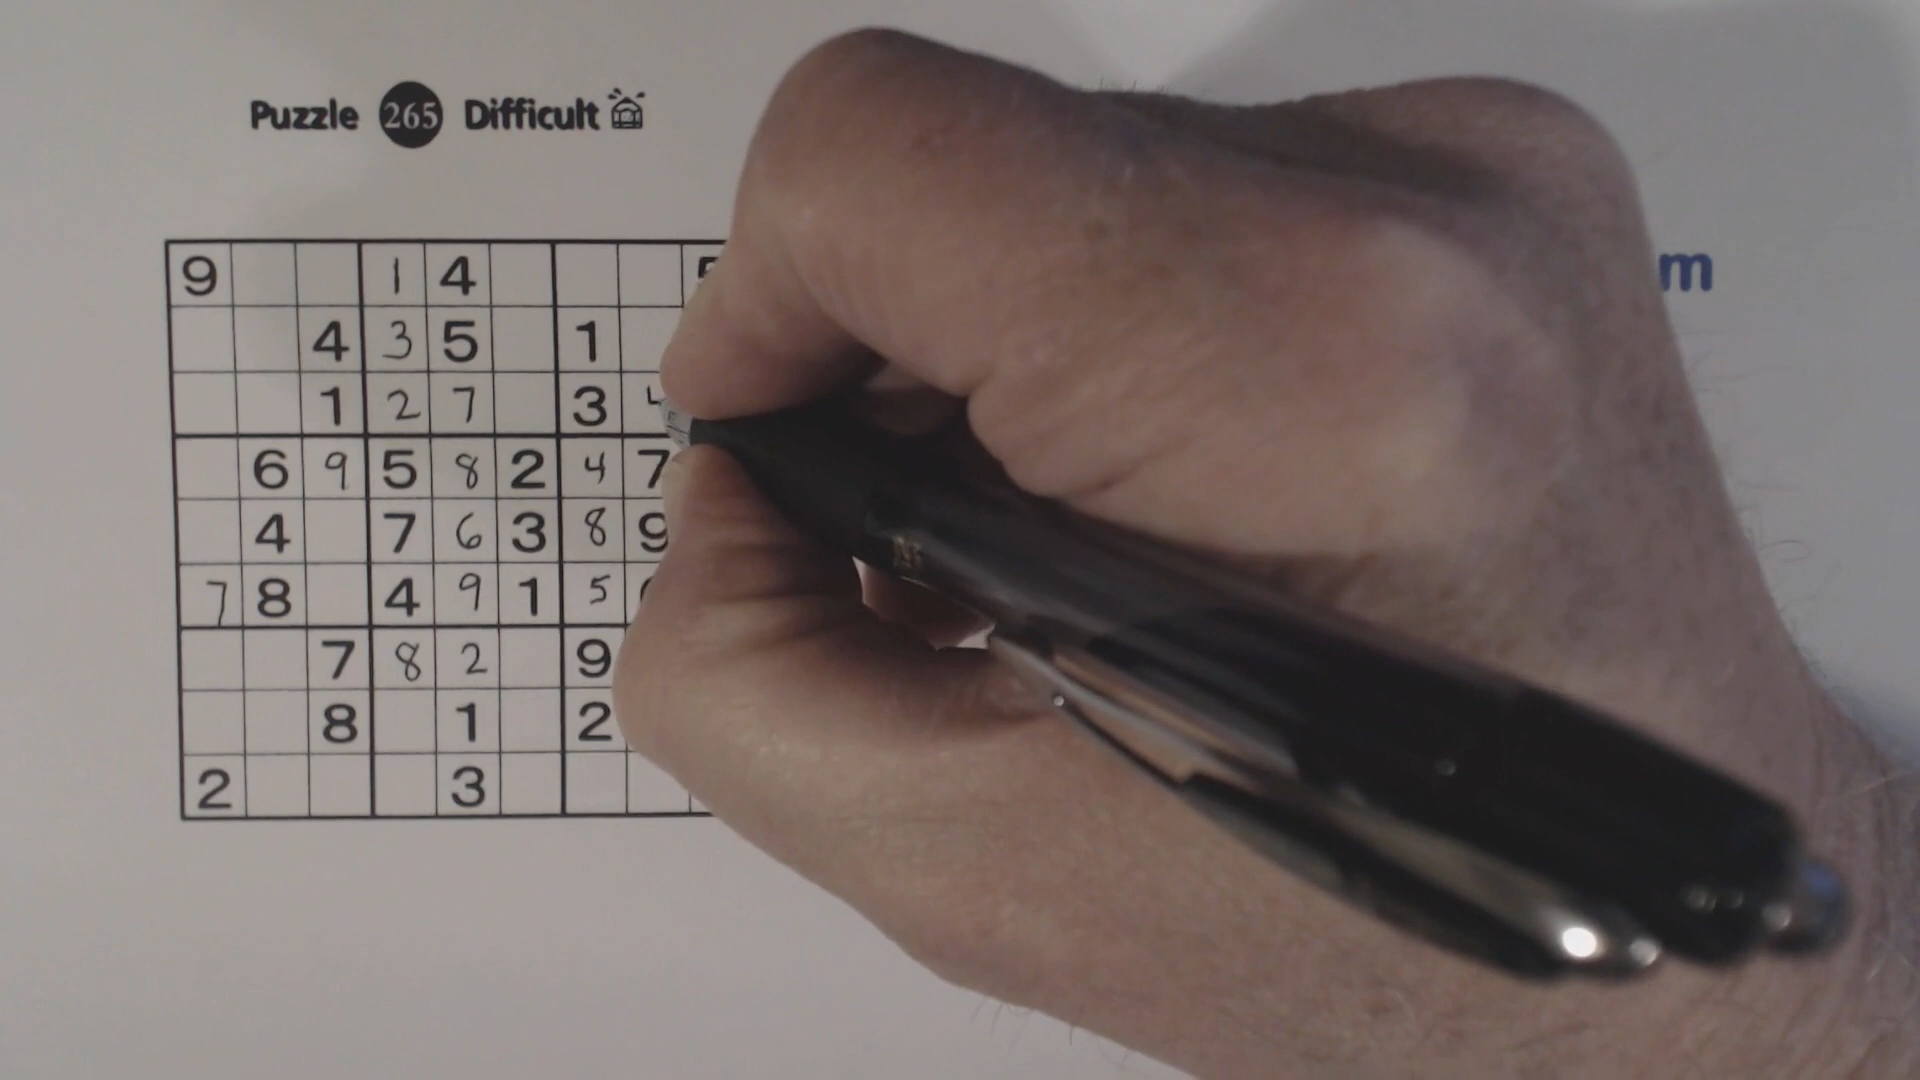 Puzzle 265 Difficult
m
9 1 4
4 3 5 1
1 2 7 3 4
6 9 5 8 2 4 7
4 7 6 3 8 9
7 8 4 9 1 5
7 8 2 9
8 1 2
2 3